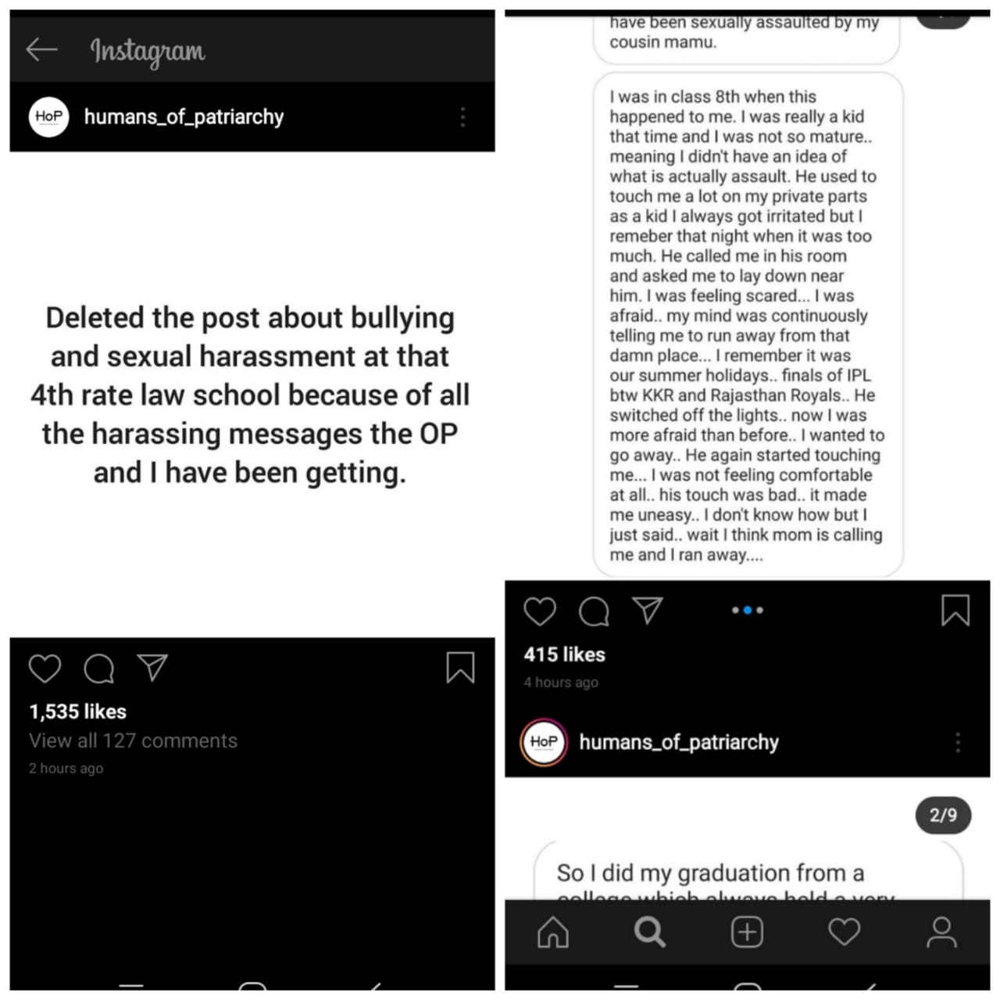 Instagram
HoP
humans_of_patriarchy
Deleted the post about bullying
and sexual harassment at that
4th rate law school because of all
the harassing messages the OP
and I have been getting.
1,535 likes
View all 127 comments
2 hours ago
have been sexually assaulted by my
cousin mamu.
I was in class 8th when this
happened to me. I was really a kid
that time and I was not so mature..
meaning I didn't have an idea of
what is actually assault. He used to
touch me a lot on my private parts
as a kid I always got irritated but I
remeber that night when it was too
much. He called me in his room
and asked me to lay down near
him. I was feeling scared... I was
afraid.. my mind was continuously
telling me to run away from that
damn place... I remember it was
our summer holidays.. finals of IPL
btw KKR and Rajasthan Royals.. He
switched off the lights.. now I was
more afraid than before.. I wanted to
go away.. He again started touching
me... I was not feeling comfortable
at all.. his touch was bad.. it made
me uneasy.. I don't know how but I
just said.. wait I think mom is calling
me and I ran away....
415 likes
4 hours ago
HoP
humans_of_patriarchy
2/9
So I did my graduation from a
college which always held a very